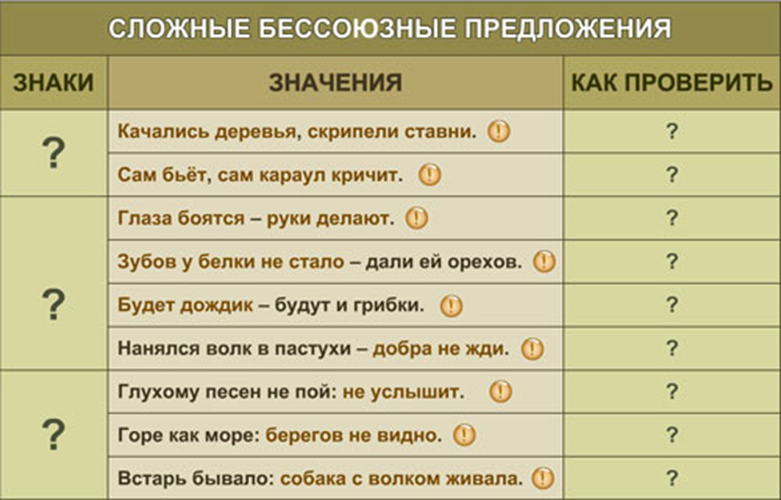 СЛОЖНЫЕ БЕССОЮЗНЫЕ ПРЕДЛОЖЕНИЯ
ЗНАКИ ЗНАЧЕНИЯ КАК ПРОВЕРИТЬ
?
Качались деревья, скрипели ставни. ! ?
Сам бьёт, сам караул кричит. ! ?
?
Глаза боятся – руки делают. ! ?
Зубов у белки не стало – дали ей орехов. ! ?
Будет дождик – будут и грибки. ! ?
Нанялся волк в пастухи – добра не жди. ! ?
?
Глухому песен не пой: не услышит. ! ?
Горе как море: берегов не видно. ! ?
Встарь бывало: собака с волком живала. ! ?